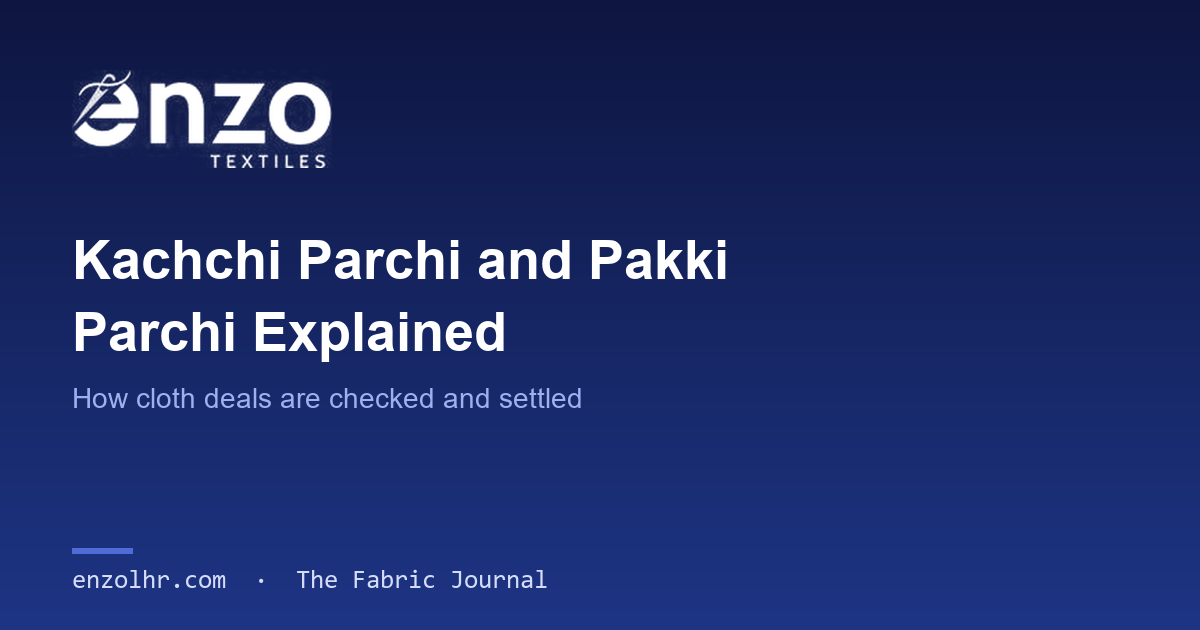 enzo
TEXTILES
Kachchi Parchi and Pakki
Parchi Explained
How cloth deals are checked and settled
enzolhr.com · The Fabric Journal